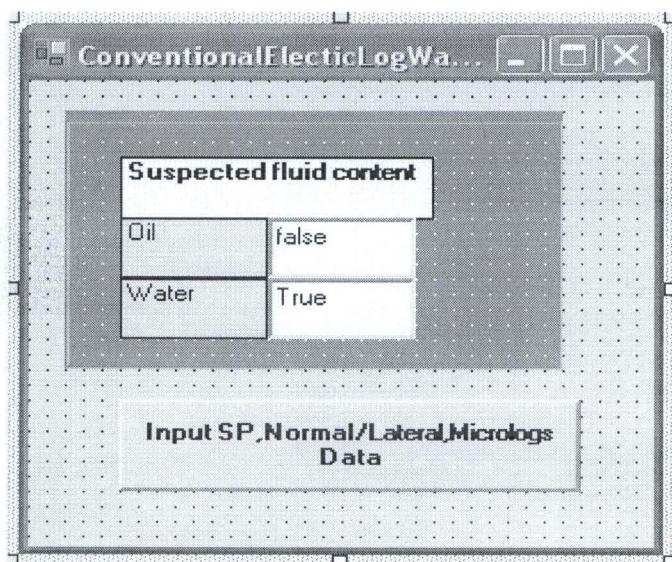 ConventionalElecticLogWa...
Suspected fluid content
Oil
false
Water
True
Input SP,Normal/Lateral,Micrologs
Data